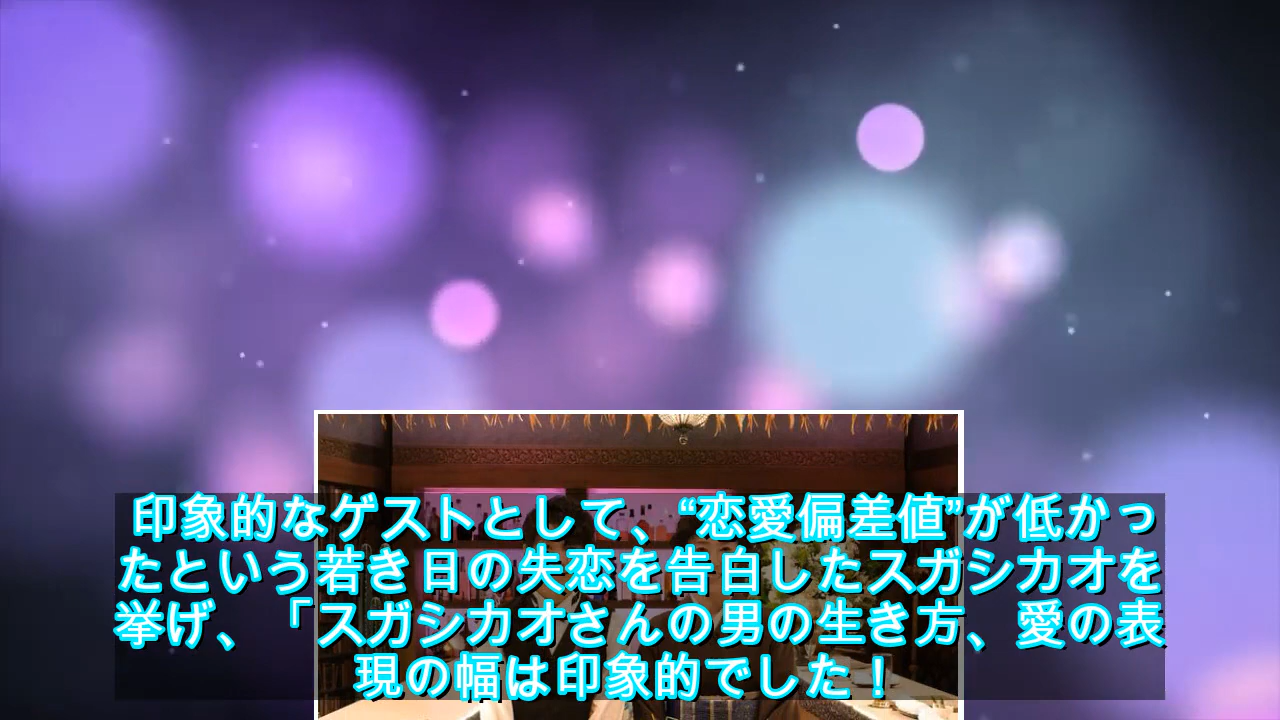 印象的なゲストとして、“恋愛偏差値”が低かっ
たという若き日の失恋を告白したスガシカオを
挙げ、「スガシカオさんの男の生き方、愛の表
現の幅は印象的でした！